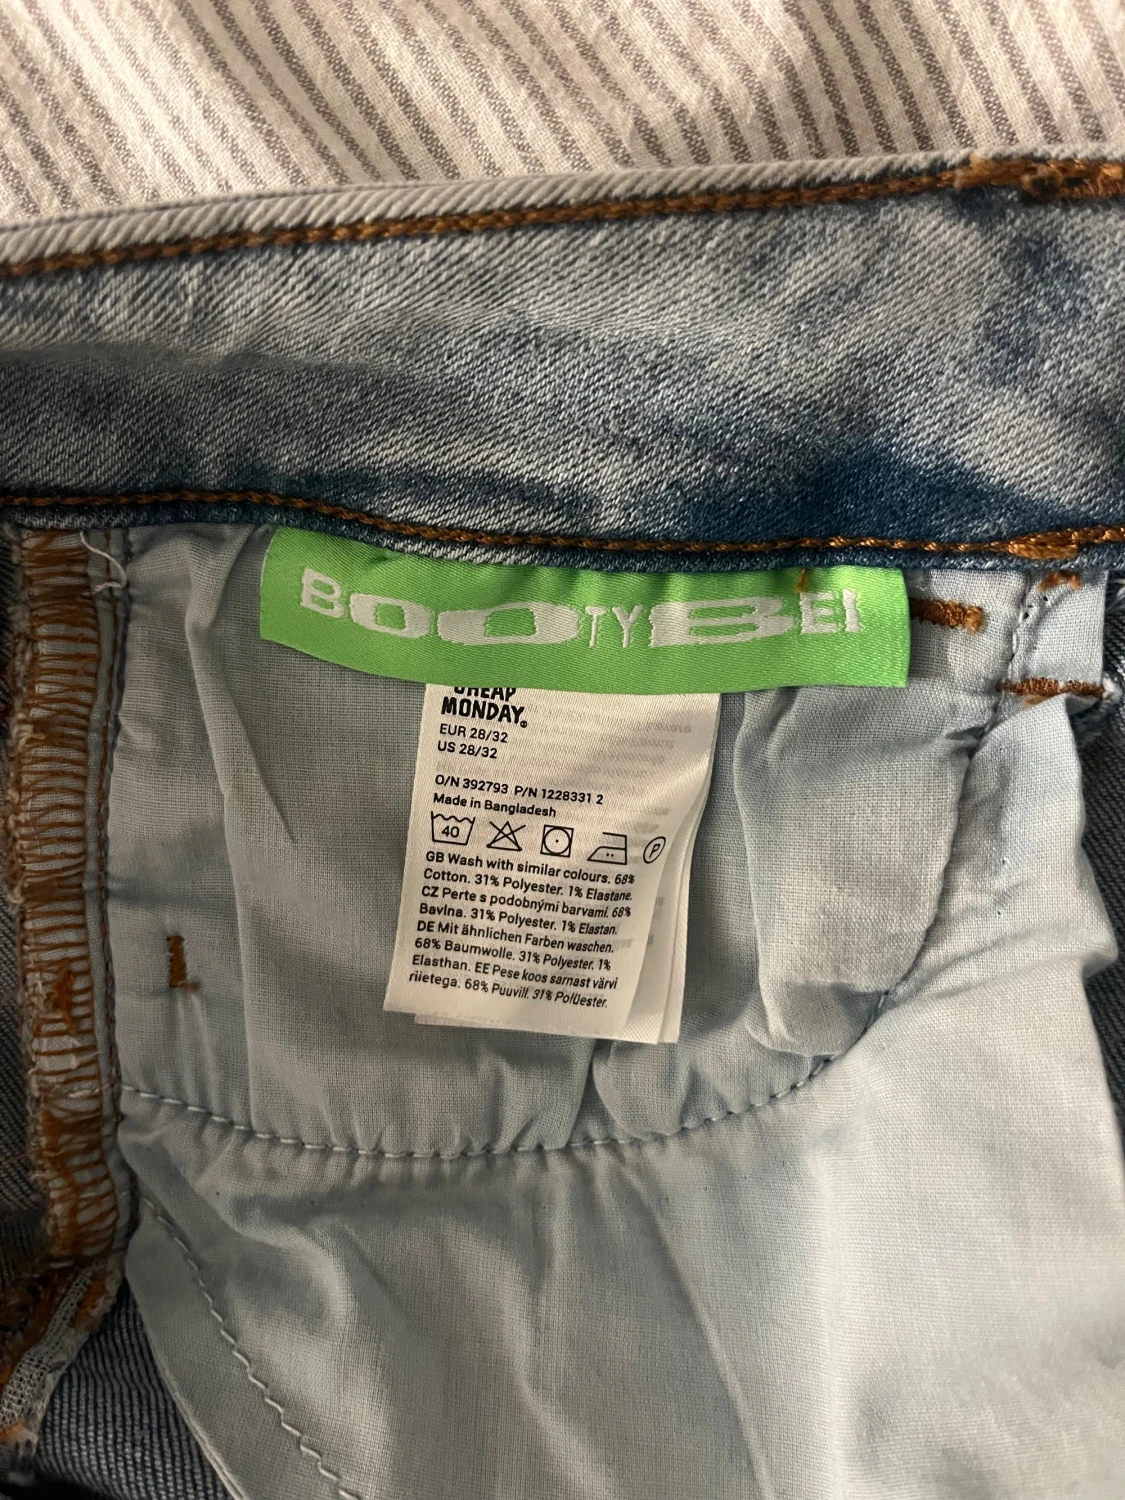 BOOTYBEI
CHEAP
MONDAY®
EUR 28/32
US 28/32
O/N 392793 P/N 1228331 2
Made in Bangladesh
40
P
GB Wash with similar colours. 68%
Cotton. 31% Polyester. 1% Elastane.
CZ Perte s podobnými barvami. 68%
Bavlna. 31% Polyester. 1% Elastan.
DE Mit ähnlichen Farben waschen.
68% Baumwolle. 31% Polyester. 1%
Elasthan. EE Pese koos sarnast värvi
riietega. 68% Puuvill. 31% Polüester.